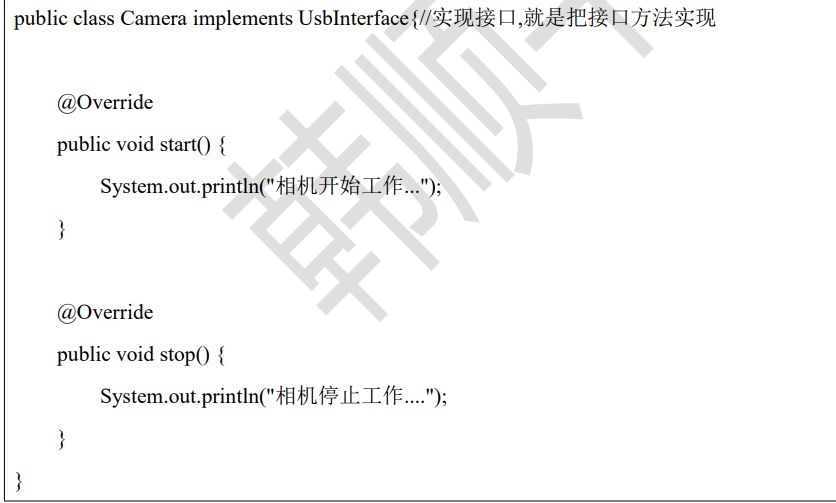 public class Camera implements UsbInterface{//实现接口,就是把接口方法实现
@Override
public void start() {
System.out.println("相机开始工作...");
}
@Override
public void stop() {
System.out.println("相机停止工作....");
}
}
韩顺